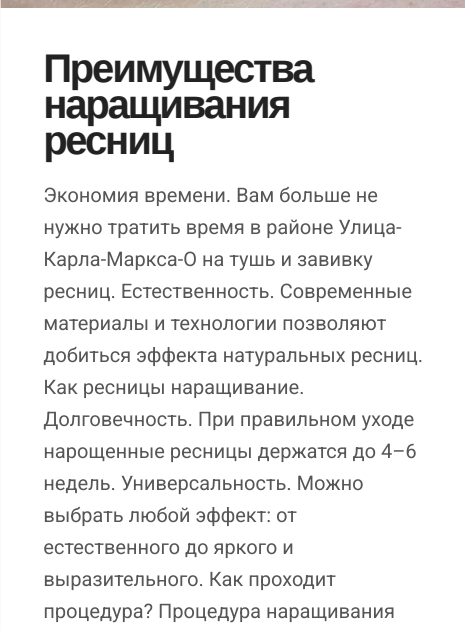 Преимущества
наращивания
ресниц
Экономия времени. Вам больше не
нужно тратить время в районе Улица-
Карла-Маркса-О на тушь и завивку
ресниц. Естественность. Современные
материалы и технологии позволяют
добиться эффекта натуральных ресниц.
Как ресницы наращивание.
Долговечность. При правильном уходе
нарощенные ресницы держатся до 4–6
недель. Универсальность. Можно
выбрать любой эффект: от
естественного до яркого и
выразительного. Как проходит
процедура? Процедура наращивания